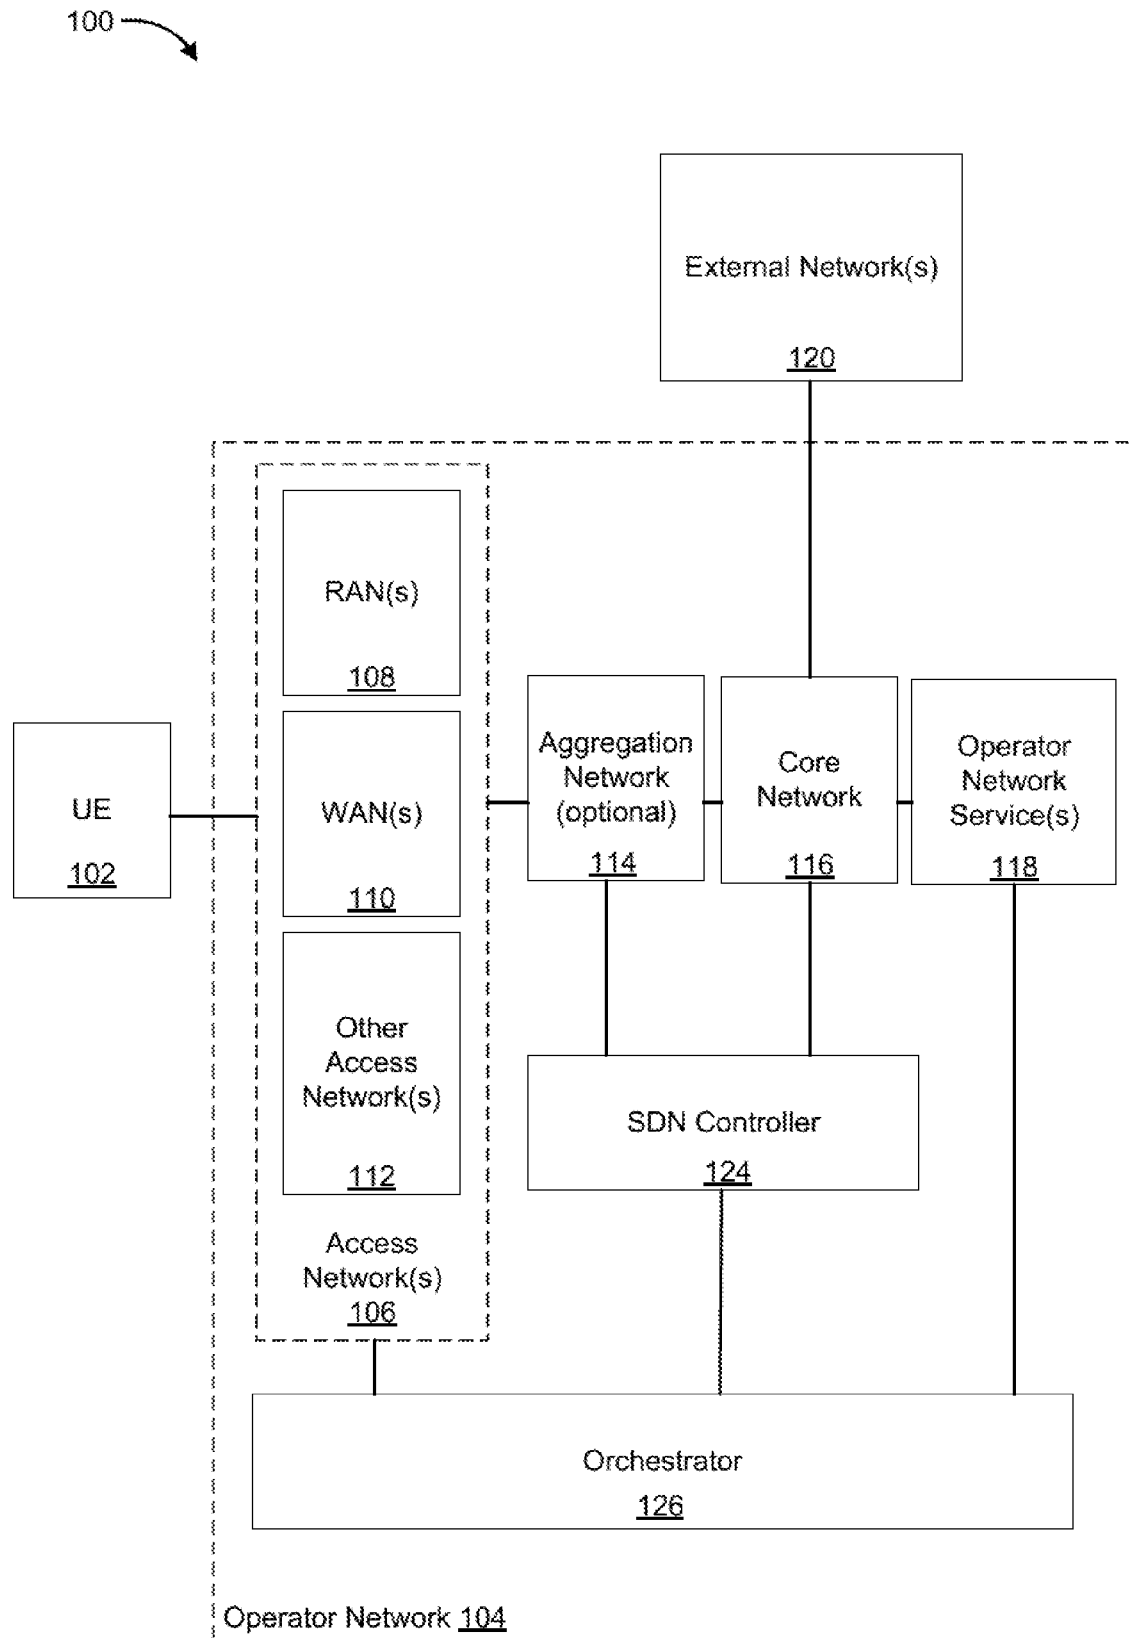 100
External Network(s)
120
RAN(s)
108
UE
102
WAN(s)
110
Aggregation
Network
(optional)
114
Core
Network
116
Operator
Network
Service(s)
118
Other
Access
Network(s)
112
SDN Controller
124
Access
Network(s)
106
Orchestrator
126
Operator Network 104